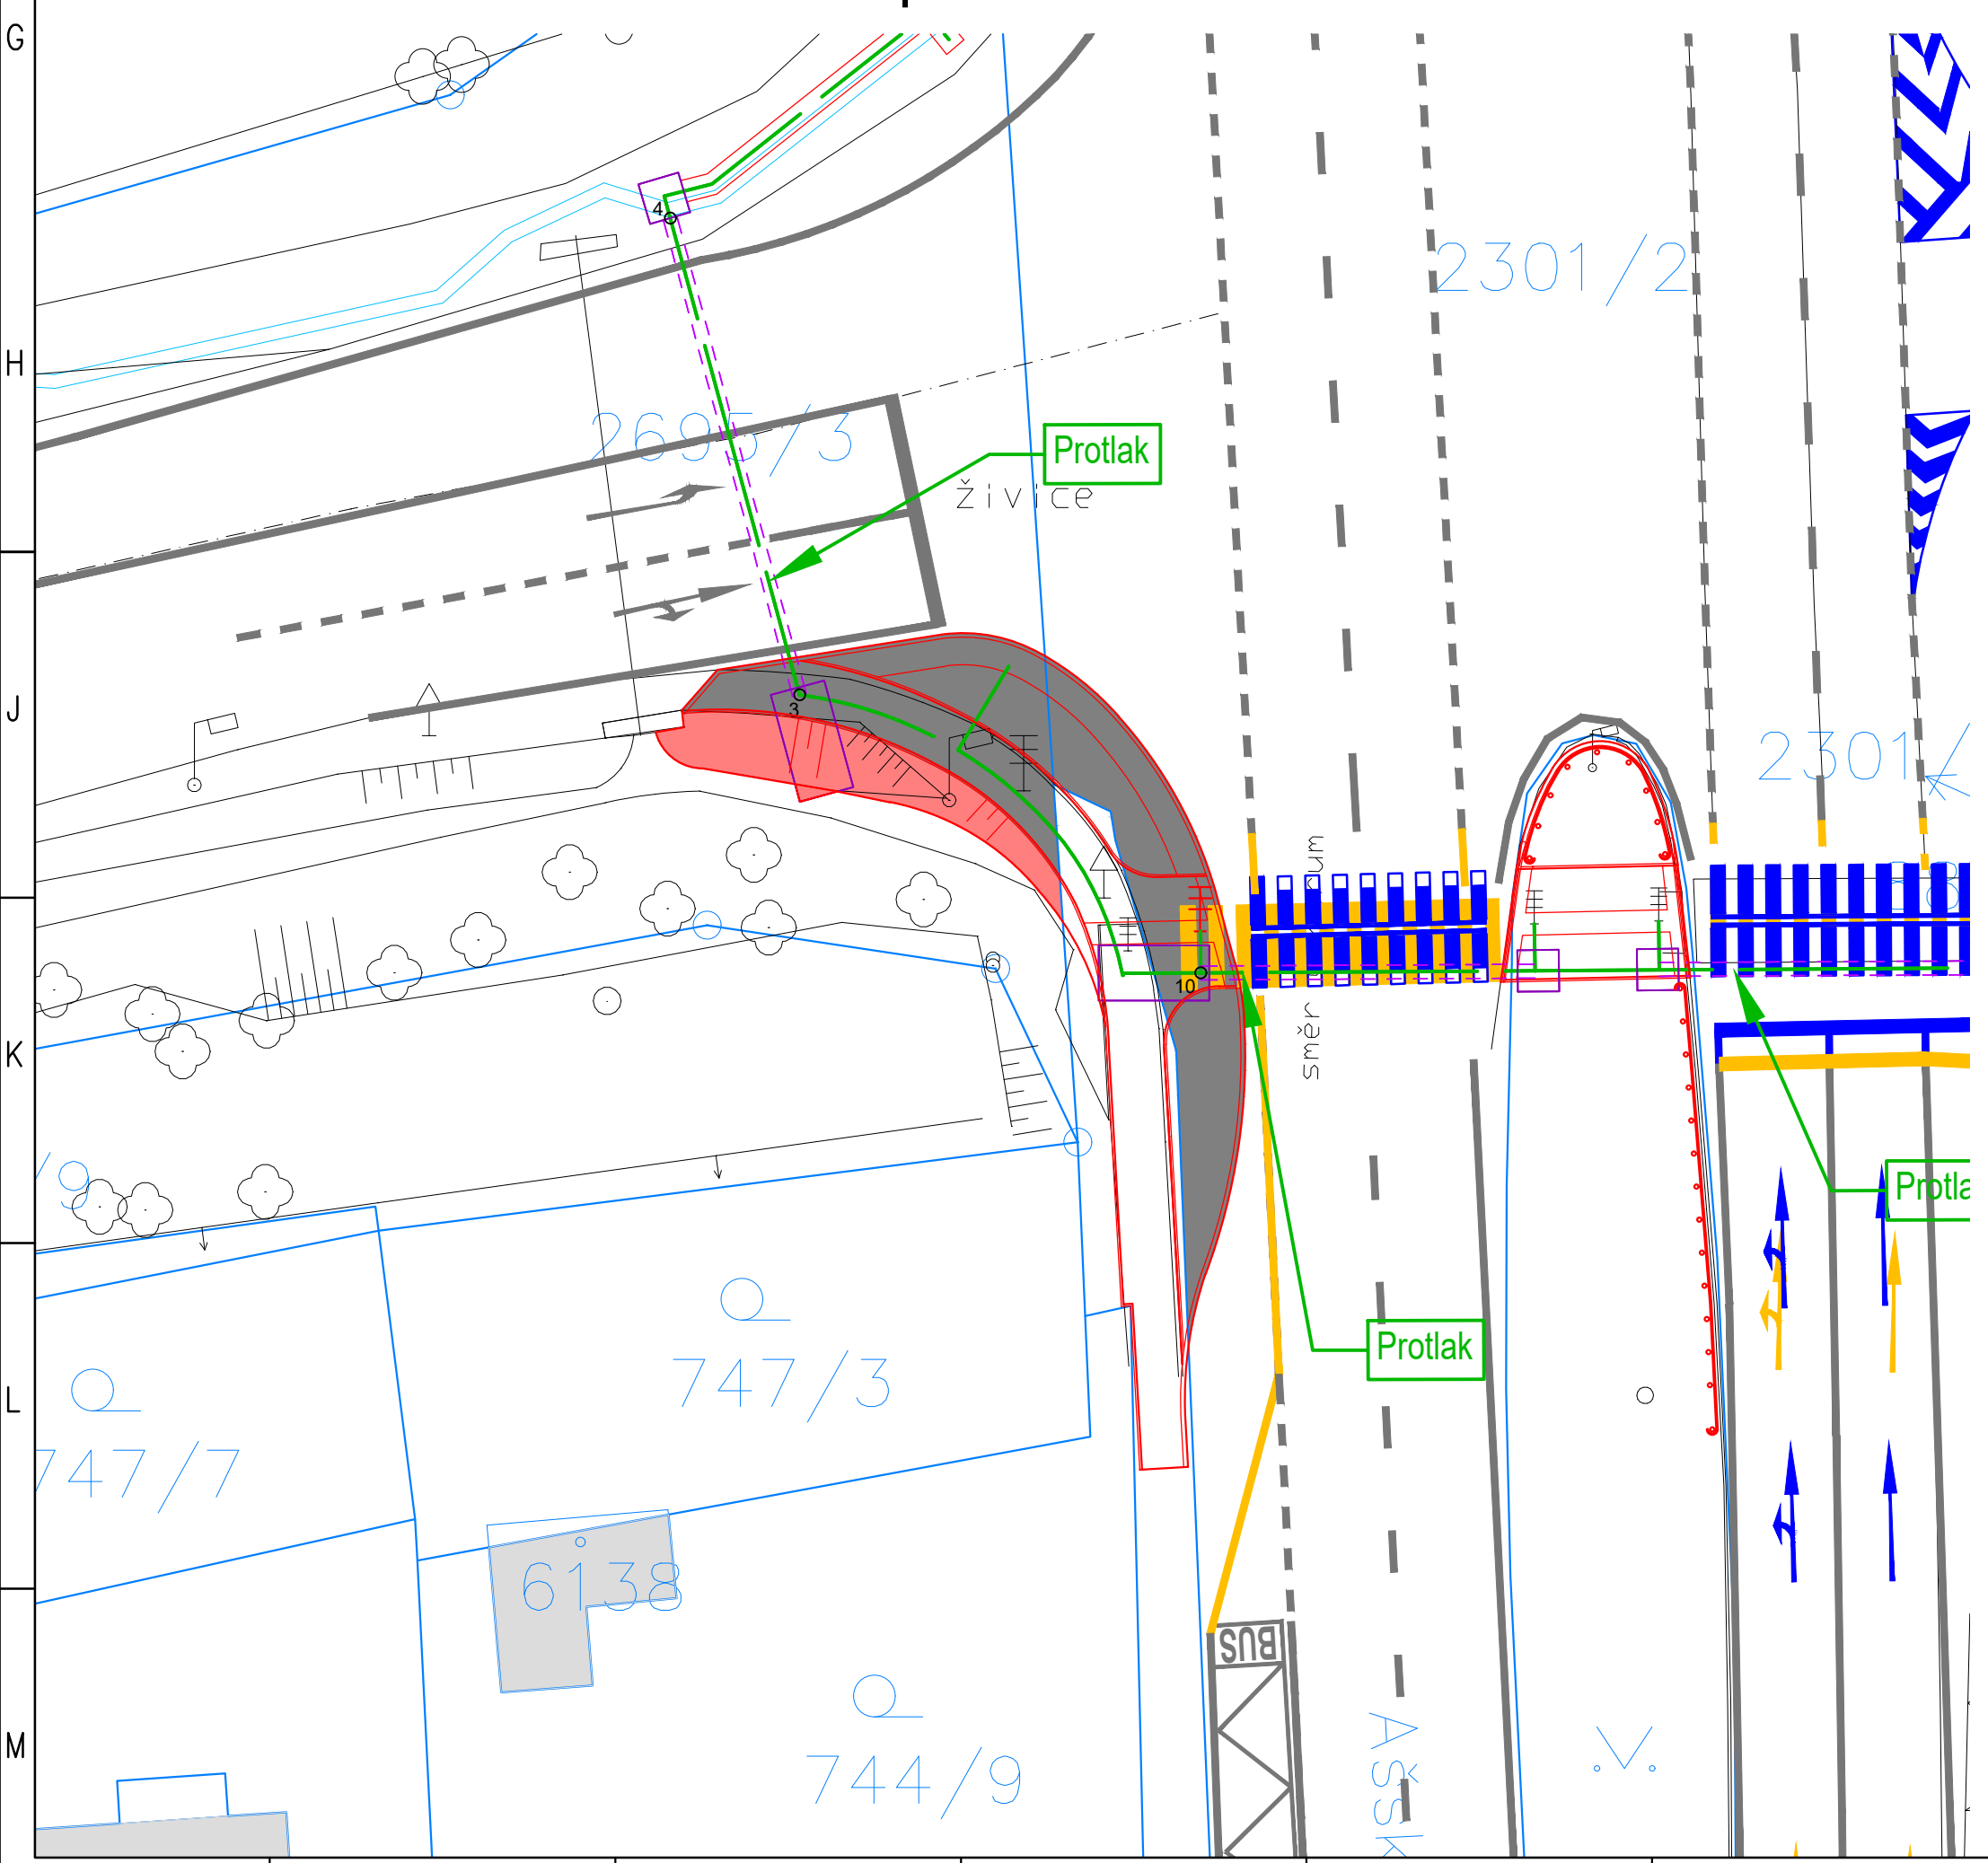 G
4
2301/2
H
2695/3
Protlak
živice
J
3
2301
10
směr
K
Protla
9
Protlak
747/3
L
747/7
6138
BUS
M
744/9
AŠSK